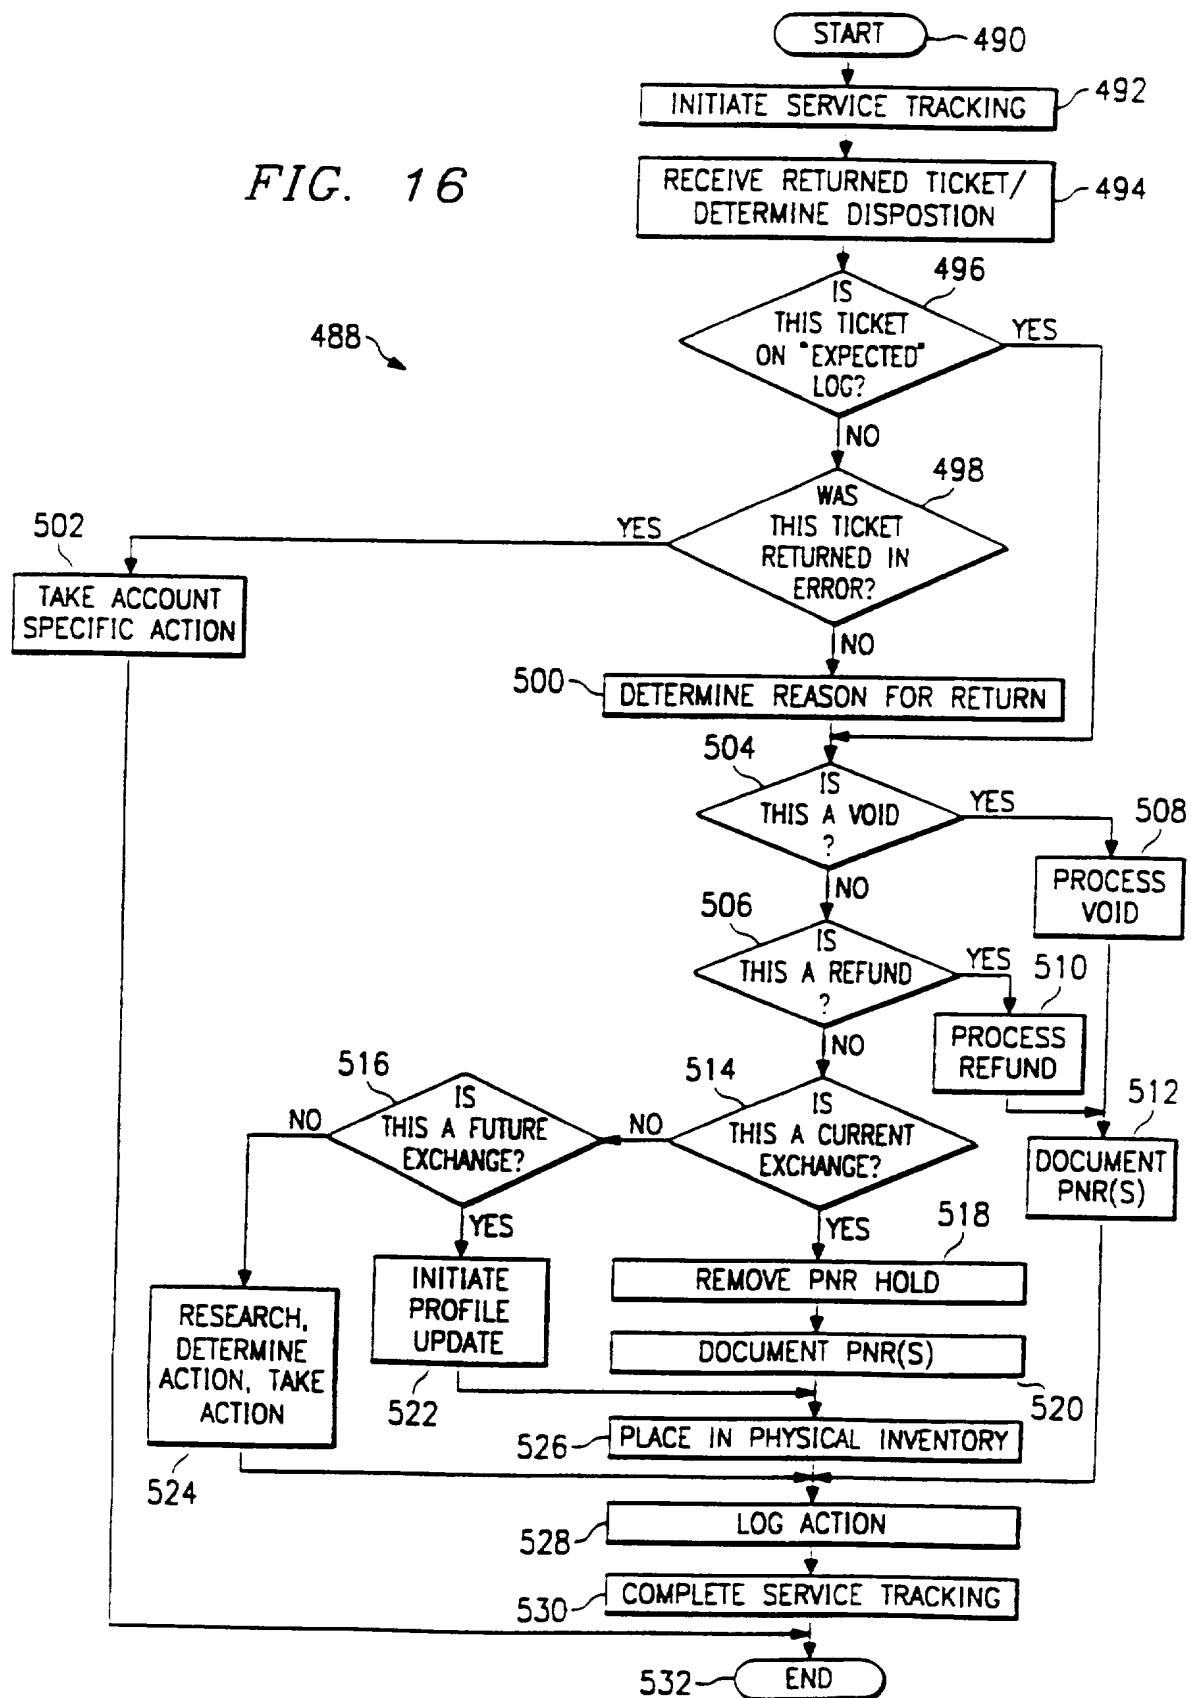 START
490
INITIATE SERVICE TRACKING
492
FIG. 16
RECEIVE RETURNED TICKET/
DETERMINE DISPOSTION
494
488
496
IS
THIS TICKET
ON "EXPECTED"
LOG?
YES
NO
498
WAS
THIS TICKET
RETURNED IN
ERROR?
YES
NO
502
TAKE ACCOUNT
SPECIFIC ACTION
500
DETERMINE REASON FOR RETURN
504
IS
THIS A VOID
?
YES
NO
508
PROCESS
VOID
506
IS
THIS A REFUND
?
YES
NO
510
PROCESS
REFUND
512
DOCUMENT
PNR(S)
514
IS
THIS A CURRENT
EXCHANGE?
NO
YES
516
IS
THIS A FUTURE
EXCHANGE?
NO
YES
518
REMOVE PNR HOLD
INITIATE
PROFILE
UPDATE
522
RESEARCH,
DETERMINE
ACTION, TAKE
ACTION
524
DOCUMENT PNR(S)
520
526
PLACE IN PHYSICAL INVENTORY
528
LOG ACTION
530
COMPLETE SERVICE TRACKING
532
END